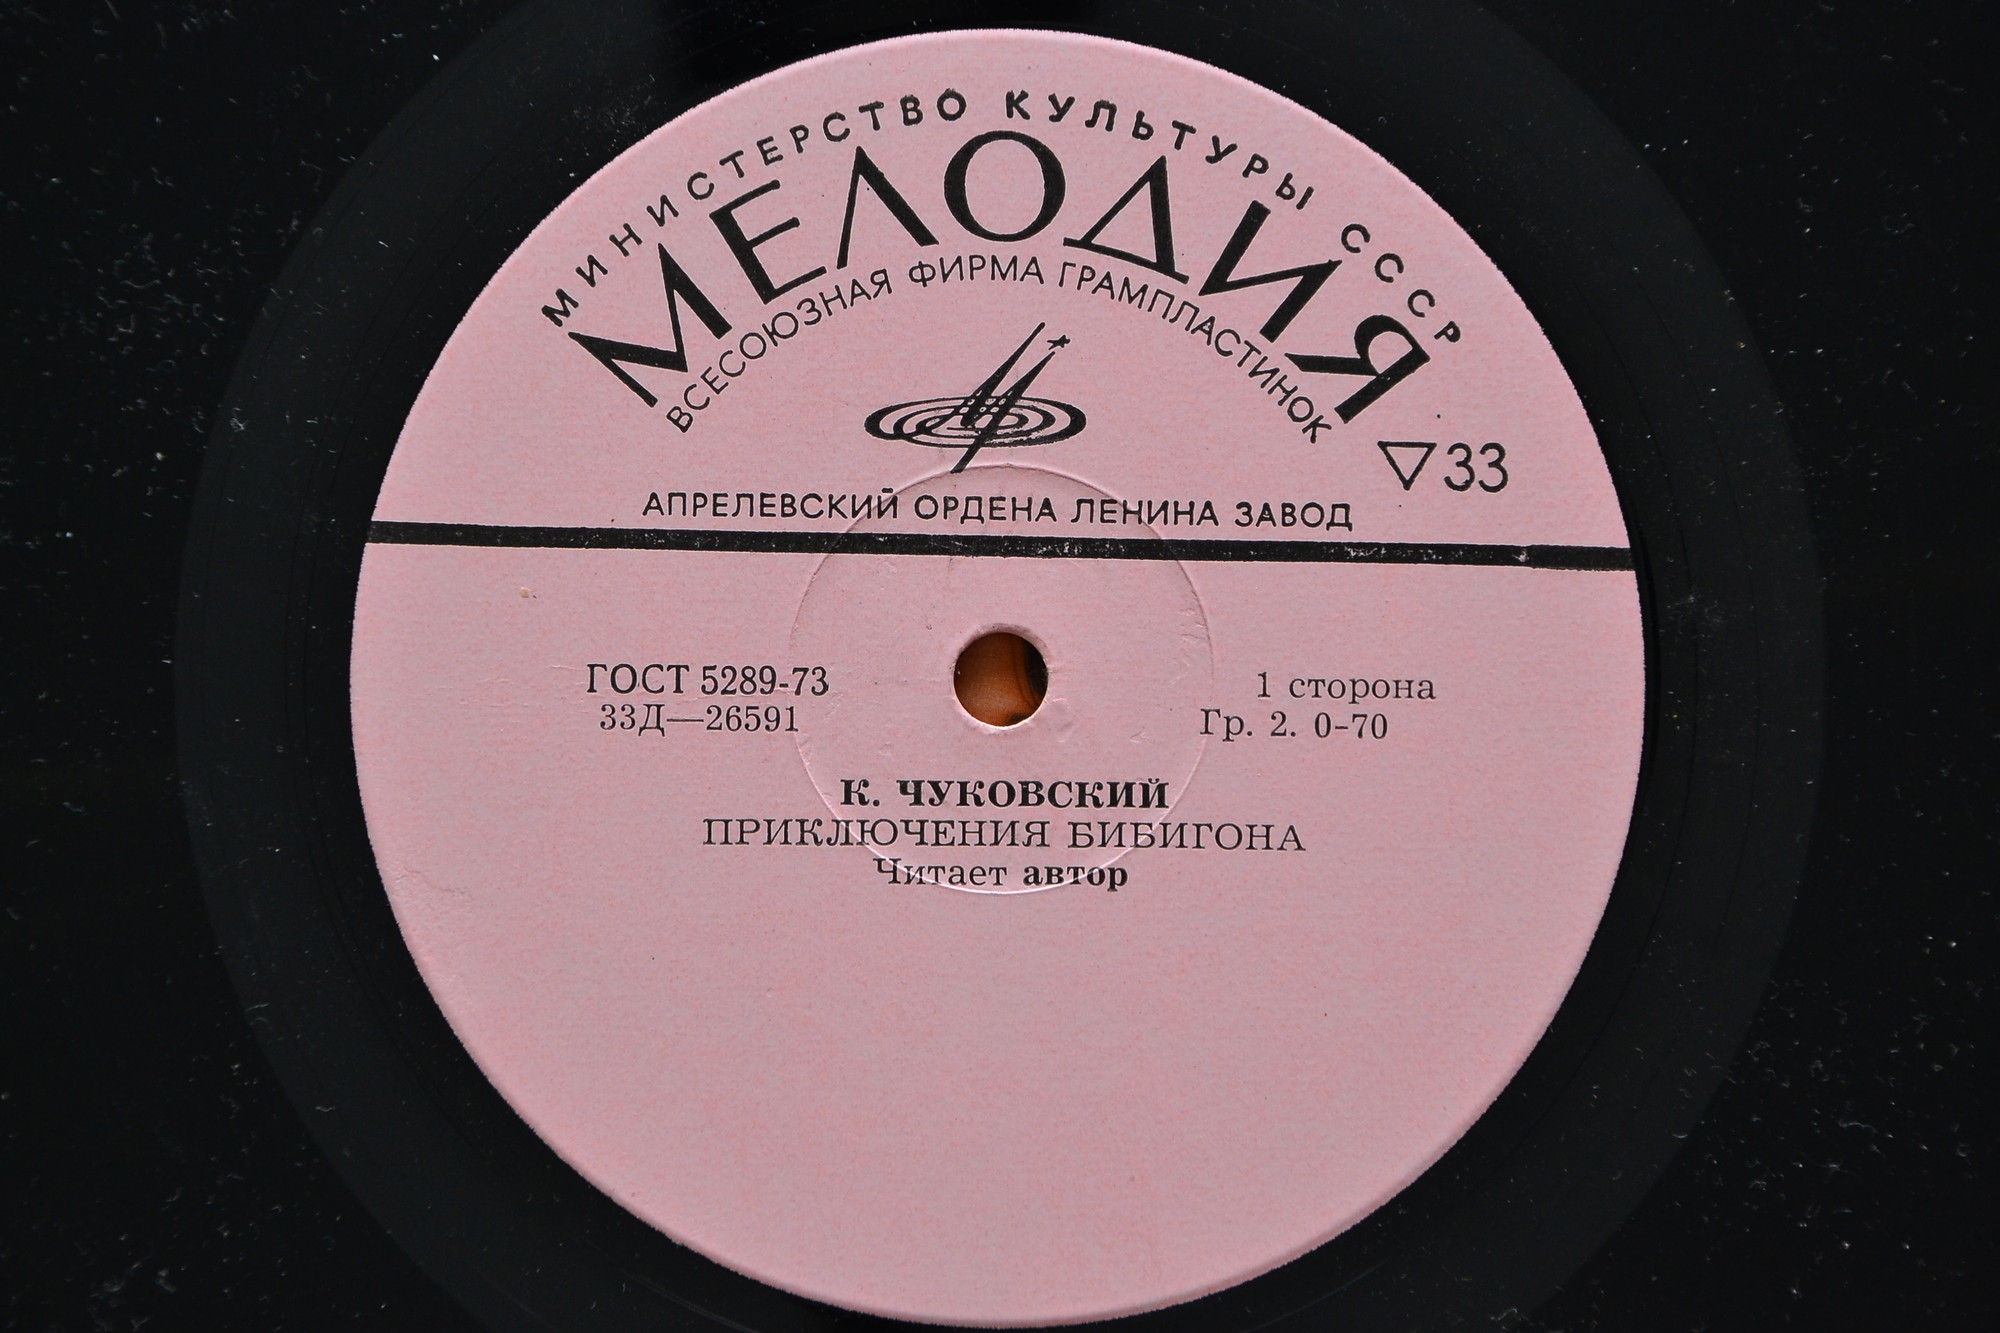 МИНИСТЕРСТВО КУЛЬТУРЫ СССР
МЕЛОДИЯ
ВСЕСОЮЗНАЯ ФИРМА ГРАМПЛАСТИНОК
▽33
АПРЕЛЕВСКИЙ ОРДЕНА ЛЕНИНА ЗАВОД
ГОСТ 5289-73
33Д—26591
1 сторона
Гр. 2. 0-70
К. ЧУКОВСКИЙ
ПРИКЛЮЧЕНИЯ БИБИГОНА
Читает автор